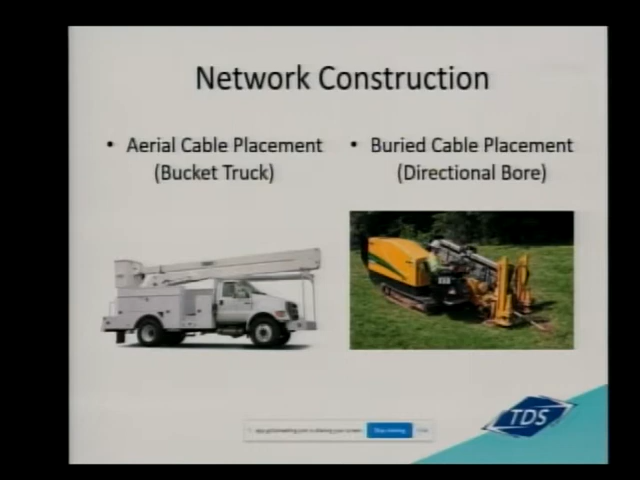 Network Construction
• Aerial Cable Placement
(Bucket Truck)
• Buried Cable Placement
(Directional Bore)
TDS